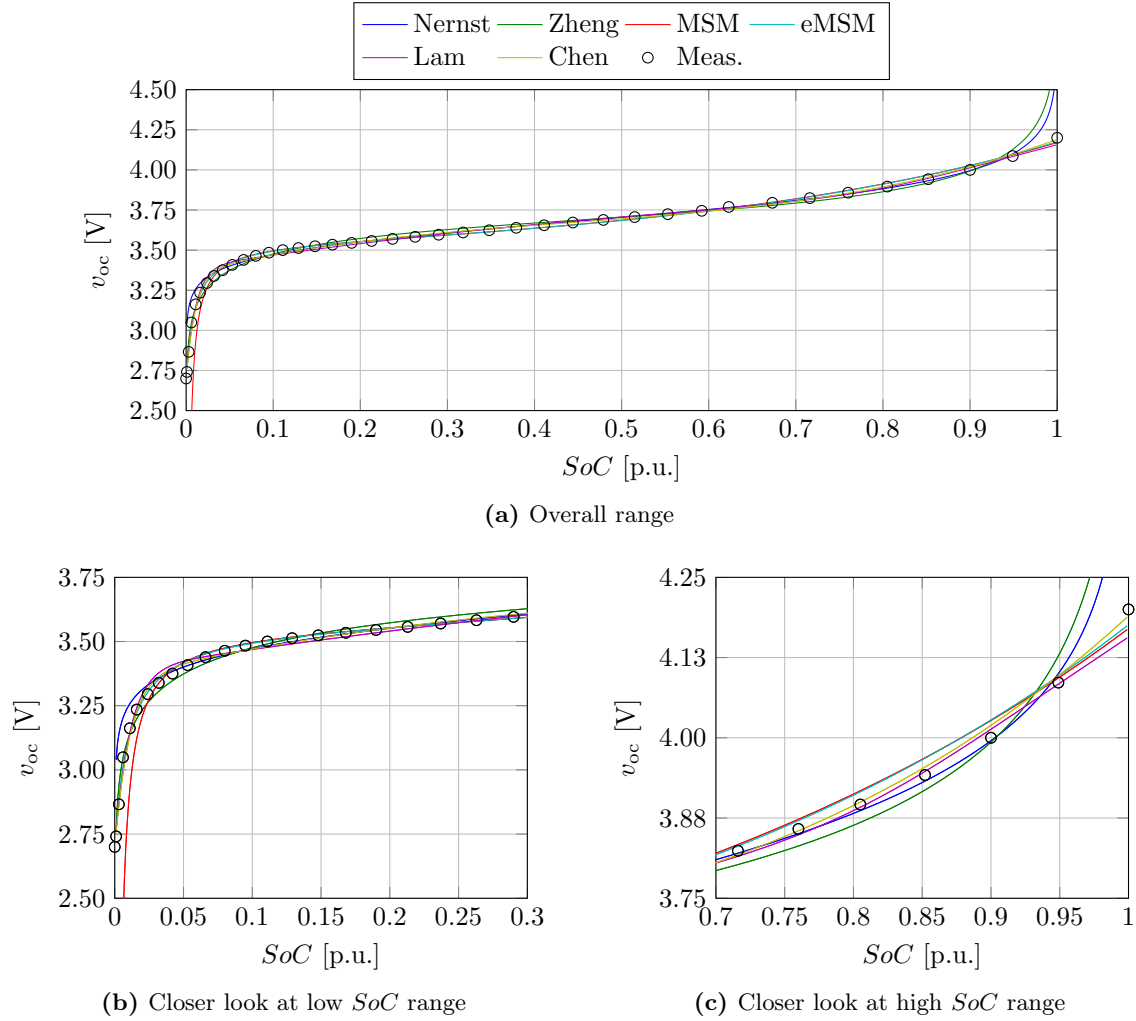 Nernst Zheng MSM eMSM
Lam Chen Meas.
4.50
4.25
4.00
3.75
3.50
3.25
3.00
2.75
2.50
v_oc [V]
0 0.1 0.2 0.3 0.4 0.5 0.6 0.7 0.8 0.9 1
SoC [p.u.]
(a) Overall range
3.75
3.50
3.25
3.00
2.75
2.50
v_oc [V]
0 0.05 0.1 0.15 0.2 0.25 0.3
SoC [p.u.]
(b) Closer look at low SoC range
4.25
4.13
4.00
3.88
3.75
v_oc [V]
0.7 0.75 0.8 0.85 0.9 0.95 1
SoC [p.u.]
(c) Closer look at high SoC range